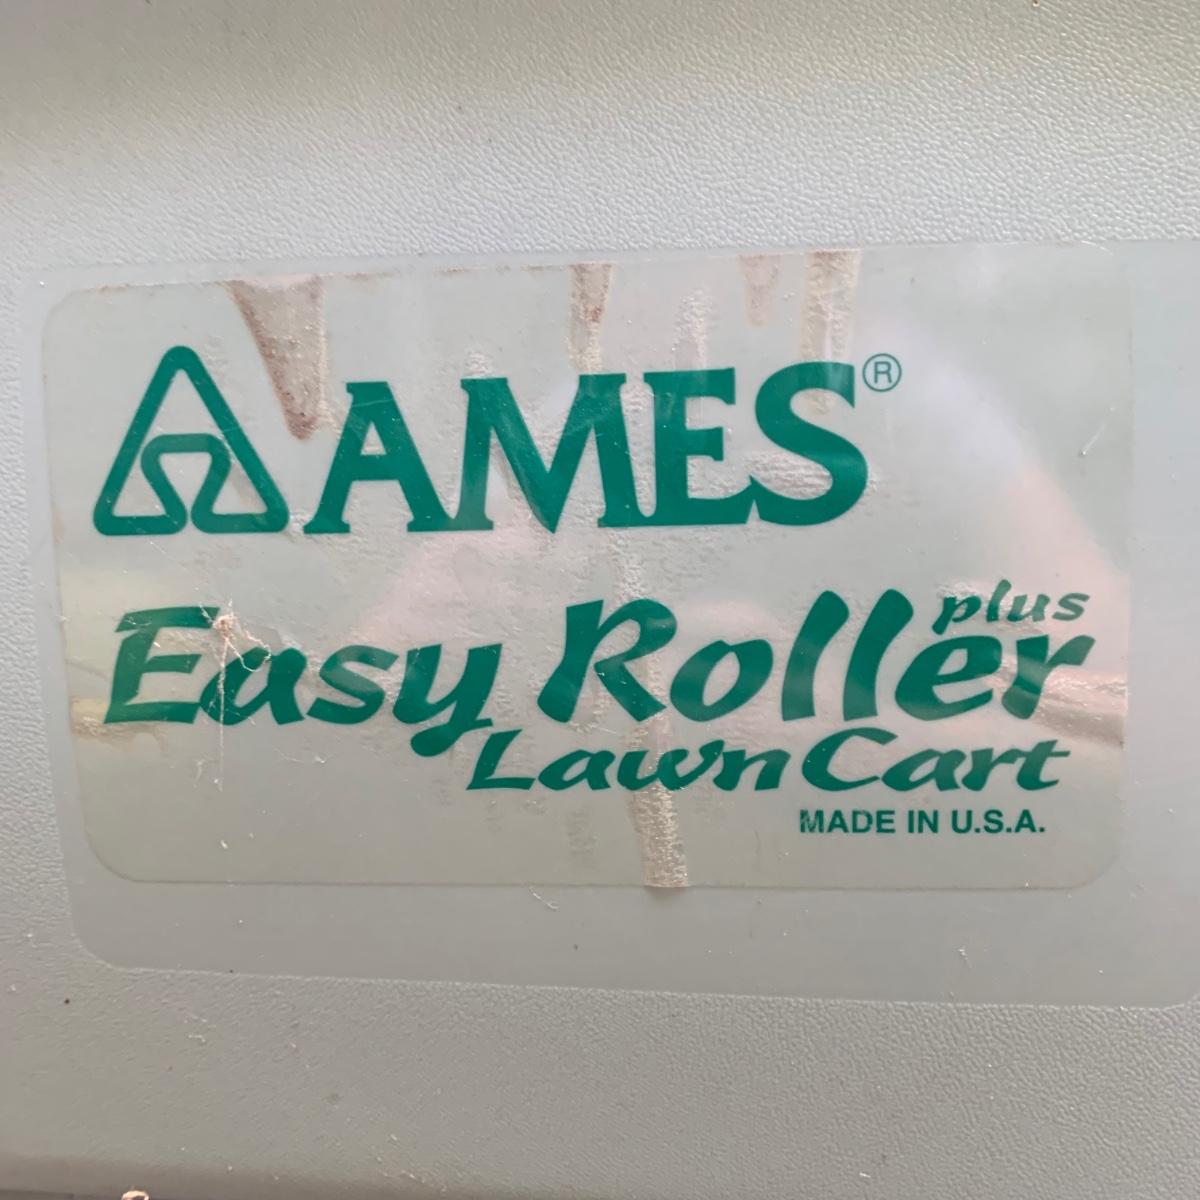 AMES®
Easy Roller plus
Lawn Cart
MADE IN U.S.A.